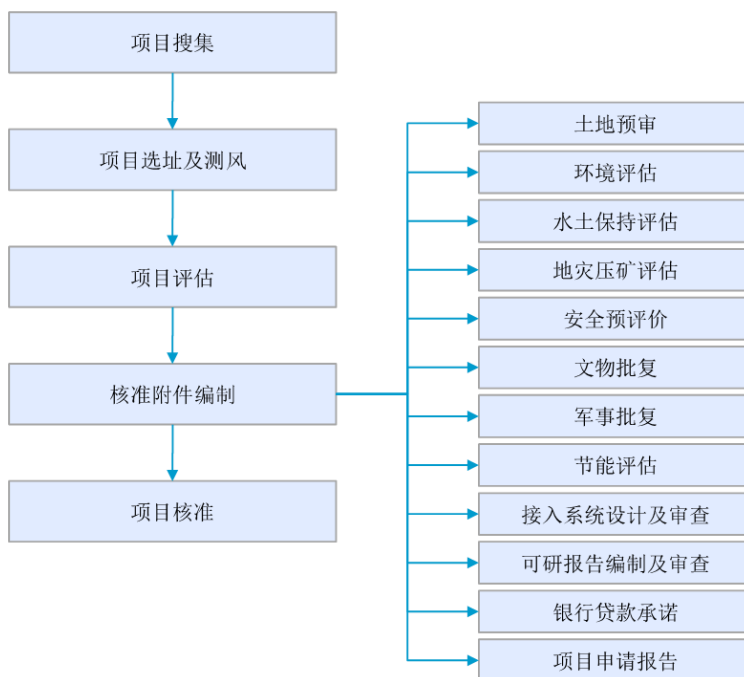 项目搜集
项目选址及测风
项目评估
核准附件编制
项目核准
土地预审
环境评估
水土保持评估
地灾压矿评估
安全预评价
文物批复
军事批复
节能评估
接入系统设计及审查
可研报告编制及审查
银行贷款承诺
项目申请报告